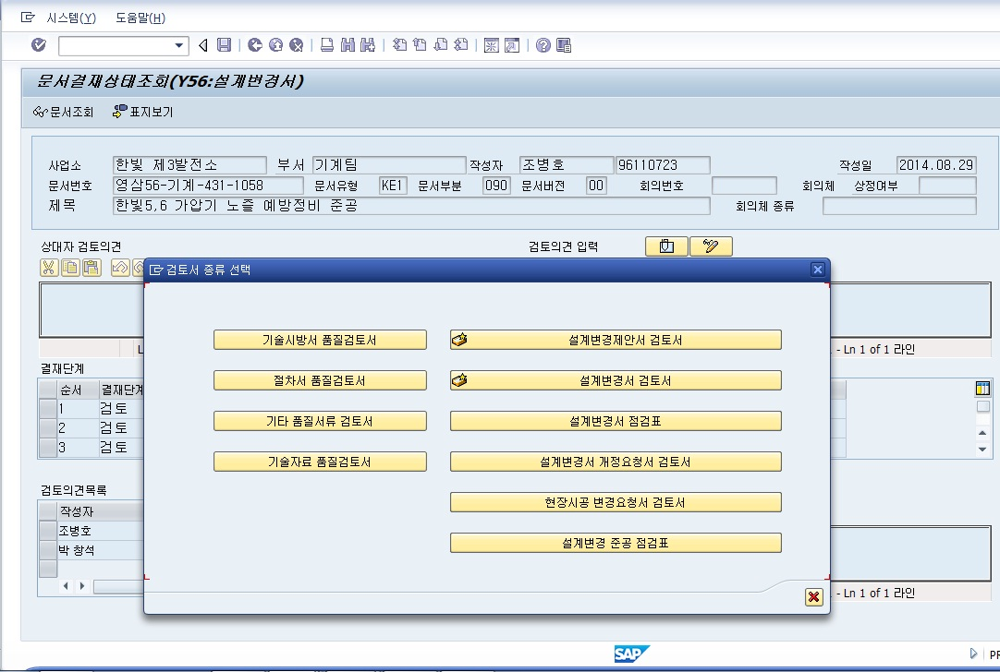 시스템(Y) 도움말(H)
문서결재상태조회(Y56:설계변경서)
문서조회 표지보기
사업소 한빛 제3발전소 부서 기계팀 작성자 조병호 96110723 작성일 2014.08.29
문서번호 영삼56-기계-431-1058 문서유형 KE1 문서부분 090 문서버전 00 회의번호 회의체 상정여부
제목 한빛5,6 가압기 노즐 예방정비 준공 회의체 종류
상대자 검토의견 검토의견 입력
검토서 종류 선택
기술시방서 품질검토서 설계변경제안서 검토서
L - Ln 1 of 1 라인
결재단계
절차서 품질검토서 설계변경서 검토서
순서 결재단계
1 검토
기타 품질서류 검토서 설계변경서 점검표
2 검토
3 검토
기술자료 품질검토서 설계변경서 개정요청서 검토서
검토의견목록
현장시공 변경요청서 검토서
작성자
조병호
설계변경 준공 점검표
박 창석
- Ln 1 of 1 라인
SAP